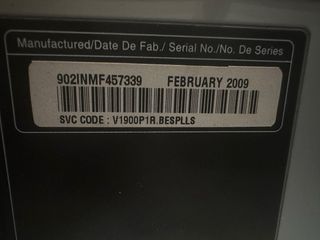 Manufactured/Date De Fab./ Serial No./No. De Series
902INMF457339 FEBRUARY 2009
SVC CODE : V1900P1R.BESPLLS